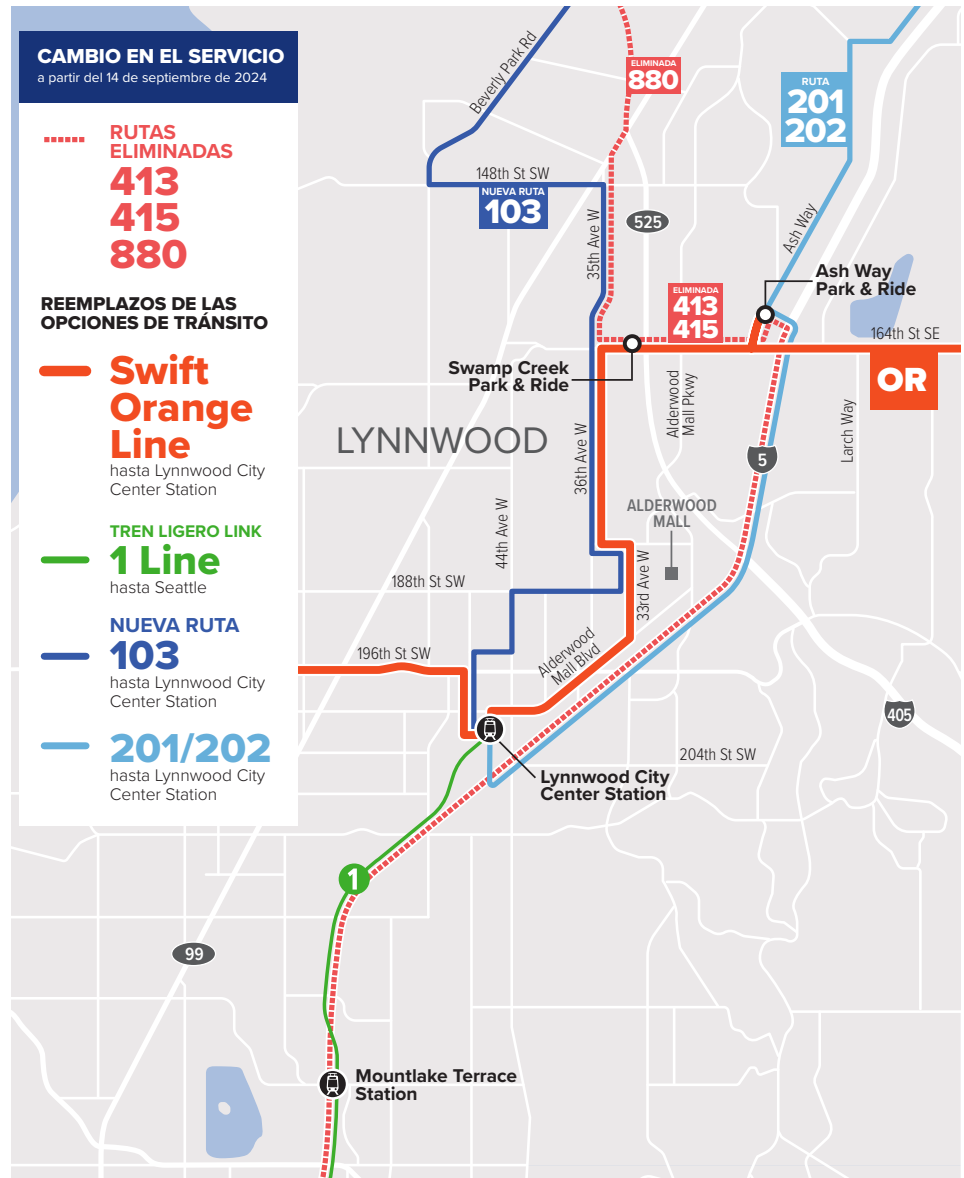 CAMBIO EN EL SERVICIO
a partir del 14 de septiembre de 2024
RUTAS
ELIMINADAS
413
415
880
REEMPLAZOS DE LAS
OPCIONES DE TRÁNSITO
Swift
Orange
Line
hasta Lynnwood City
Center Station
TREN LIGERO LINK
1 Line
hasta Seattle
NUEVA RUTA
103
hasta Lynnwood City
Center Station
201/202
hasta Lynnwood City
Center Station
Beverly Park Rd
ELIMINADA
880
RUTA
201
202
148th St SW
NUEVA RUTA
103
35th Ave W
525
Ash Way
Ash Way
Park & Ride
ELIMINADA
413
415
164th St SE
Swamp Creek
Park & Ride
OR
Alderwood
Mall Pkwy
Larch Way
LYNNWOOD
36th Ave W
5
44th Ave W
ALDERWOOD
MALL
188th St SW
33rd Ave W
196th St SW
Alderwood
Mall Blvd
405
204th St SW
Lynnwood City
Center Station
1
99
Mountlake Terrace
Station